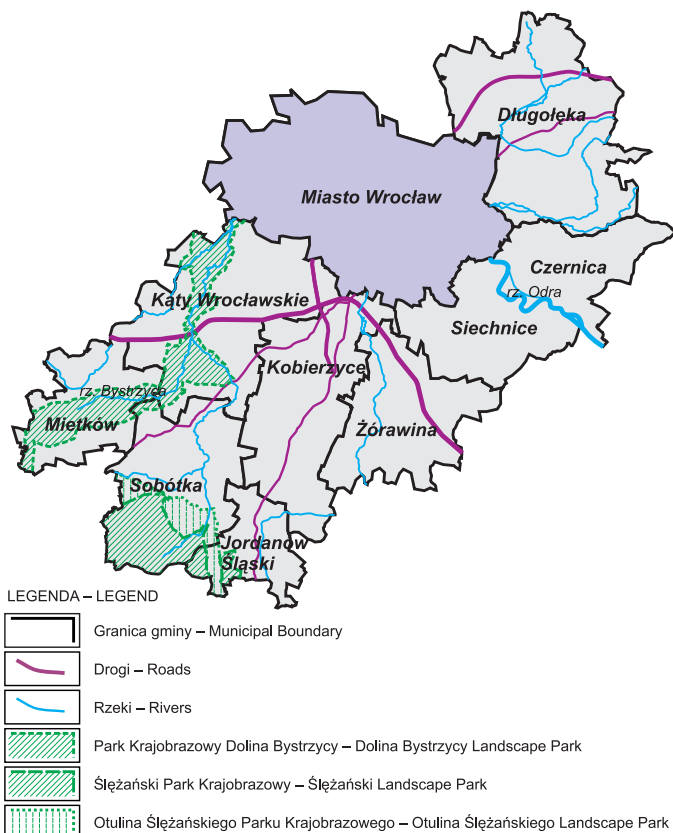 Długołęka
Miasto Wrocław
Czernica
rz. Odra
Kąty Wrocławskie
Siechnice
Kobierzyce
rz. Bystrzyca
Mietków
Żórawina
Sobótka
Jordanów
Śląski
LEGENDA – LEGEND
Granica gminy – Municipal Boundary
Drogi – Roads
Rzeki – Rivers
Park Krajobrazowy Dolina Bystrzycy – Dolina Bystrzycy Landscape Park
Ślężański Park Krajobrazowy – Ślężański Landscape Park
Otulina Ślężańskiego Parku Krajobrazowego – Otulina Ślężańskiego Landscape Park